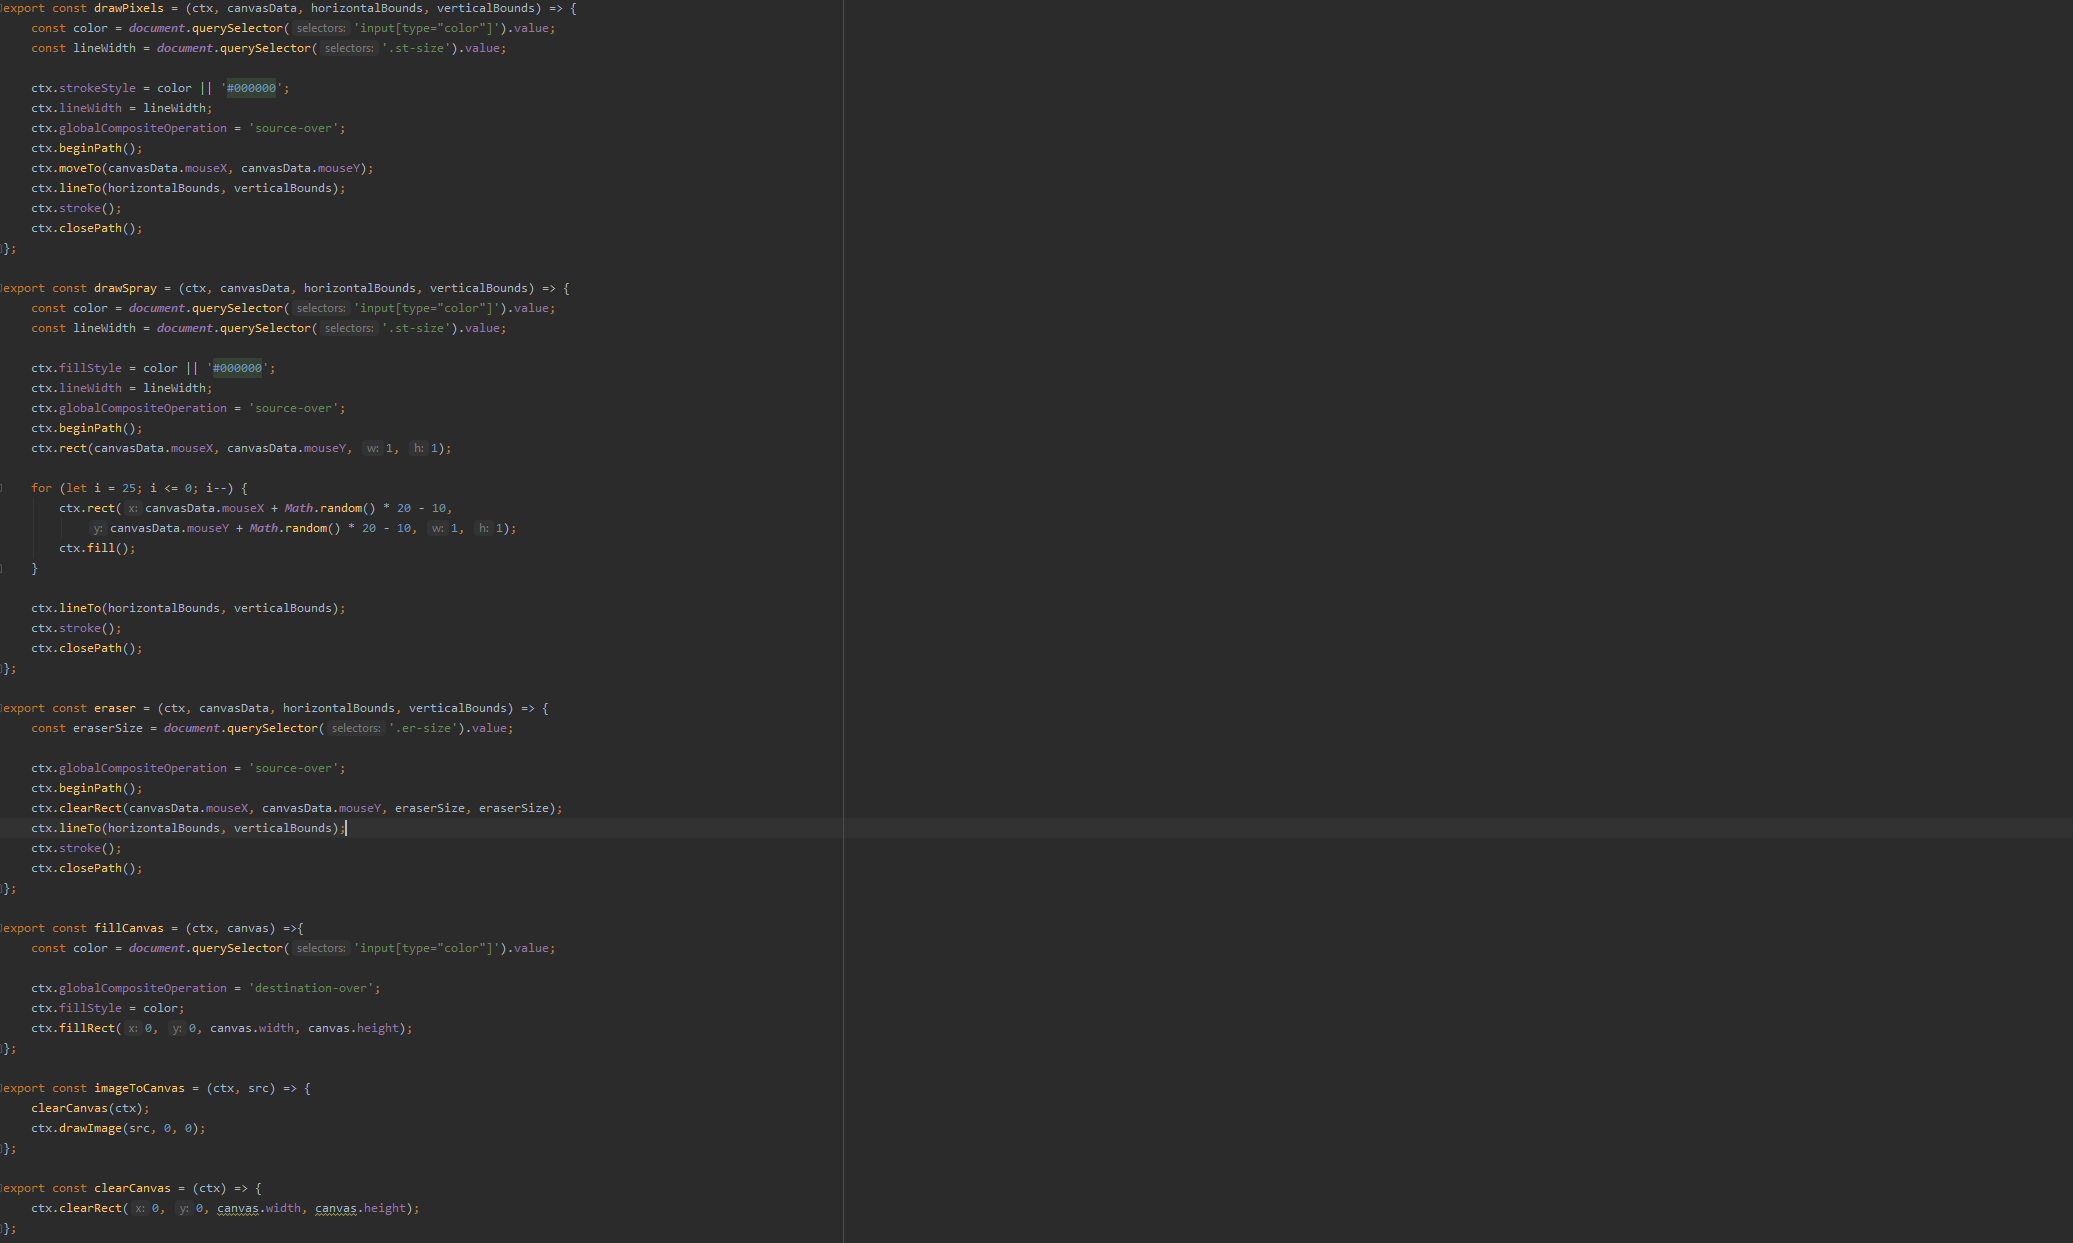 export const drawPixels = (ctx, canvasData, horizontalBounds, verticalBounds) => {
    const color = document.querySelector( selectors: 'input[type="color"]').value;
    const lineWidth = document.querySelector( selectors: '.st-size').value;

    ctx.strokeStyle = color || '#000000';
    ctx.lineWidth = lineWidth;
    ctx.globalCompositeOperation = 'source-over';
    ctx.beginPath();
    ctx.moveTo(canvasData.mouseX, canvasData.mouseY);
    ctx.lineTo(horizontalBounds, verticalBounds);
    ctx.stroke();
    ctx.closePath();
};

export const drawSpray = (ctx, canvasData, horizontalBounds, verticalBounds) => {
    const color = document.querySelector( selectors: 'input[type="color"]').value;
    const lineWidth = document.querySelector( selectors: '.st-size').value;

    ctx.fillStyle = color || '#000000';
    ctx.lineWidth = lineWidth;
    ctx.globalCompositeOperation = 'source-over';
    ctx.beginPath();
    ctx.rect(canvasData.mouseX, canvasData.mouseY, w: 1, h: 1);

    for (let i = 25; i <= 0; i--) {
        ctx.rect( x: canvasData.mouseX + Math.random() * 20 - 10,
            y: canvasData.mouseY + Math.random() * 20 - 10, w: 1, h: 1);
        ctx.fill();
    }

    ctx.lineTo(horizontalBounds, verticalBounds);
    ctx.stroke();
    ctx.closePath();
};

export const eraser = (ctx, canvasData, horizontalBounds, verticalBounds) => {
    const eraserSize = document.querySelector( selectors: '.er-size').value;

    ctx.globalCompositeOperation = 'source-over';
    ctx.beginPath();
    ctx.clearRect(canvasData.mouseX, canvasData.mouseY, eraserSize, eraserSize);
    ctx.lineTo(horizontalBounds, verticalBounds);
    ctx.stroke();
    ctx.closePath();
};

export const fillCanvas = (ctx, canvas) =>{
    const color = document.querySelector( selectors: 'input[type="color"]').value;

    ctx.globalCompositeOperation = 'destination-over';
    ctx.fillStyle = color;
    ctx.fillRect( x: 0, y: 0, canvas.width, canvas.height);
};

export const imageToCanvas = (ctx, src) => {
    clearCanvas(ctx);
    ctx.drawImage(src, 0, 0);
};

export const clearCanvas = (ctx) => {
    ctx.clearRect( x: 0, y: 0, canvas.width, canvas.height);
};